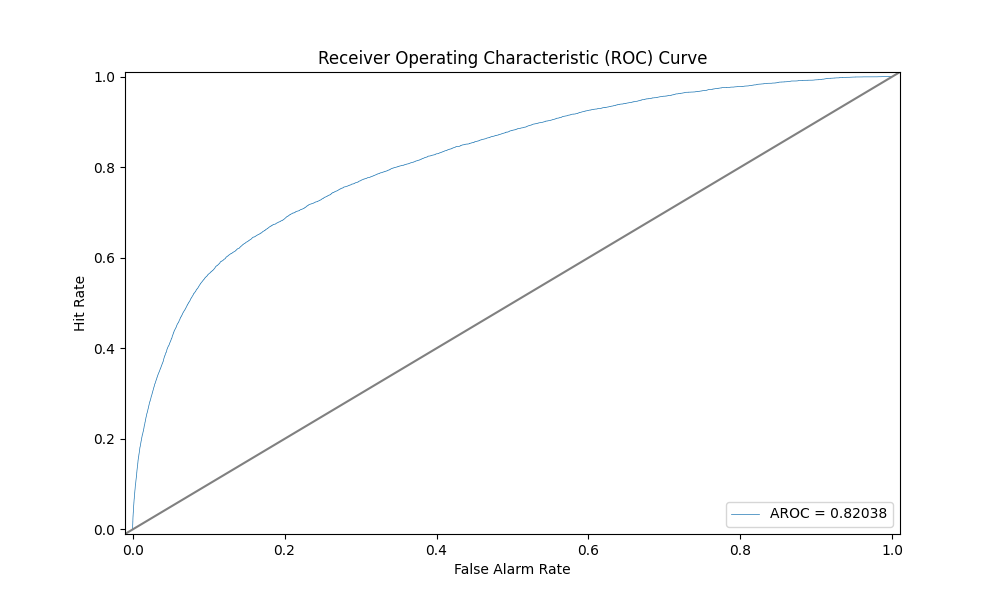 Receiver Operating Characteristic (ROC) Curve
1.0
0.8
0.6
0.4
0.2
0.0
Hit Rate
AROC = 0.82038
0.0 0.2 0.4 0.6 0.8 1.0
False Alarm Rate